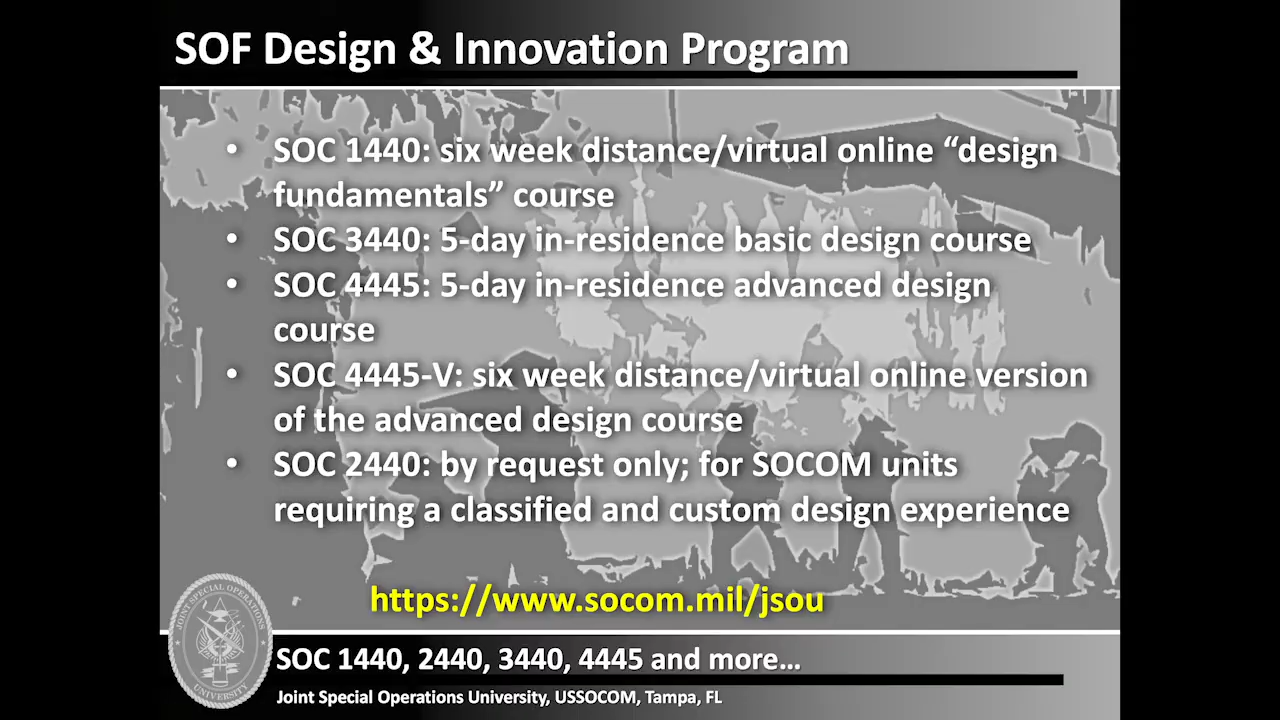 SOF Design & Innovation Program
• SOC 1440: six week distance/virtual online “design
fundamentals” course
• SOC 3440: 5-day in-residence basic design course
• SOC 4445: 5-day in-residence advanced design
course
• SOC 4445-V: six week distance/virtual online version
of the advanced design course
• SOC 2440: by request only; for SOCOM units
requiring a classified and custom design experience
https://www.socom.mil/jsou
JOINT SPECIAL OPERATIONS
UNIVERSITY
SOC 1440, 2440, 3440, 4445 and more…
Joint Special Operations University, USSOCOM, Tampa, FL